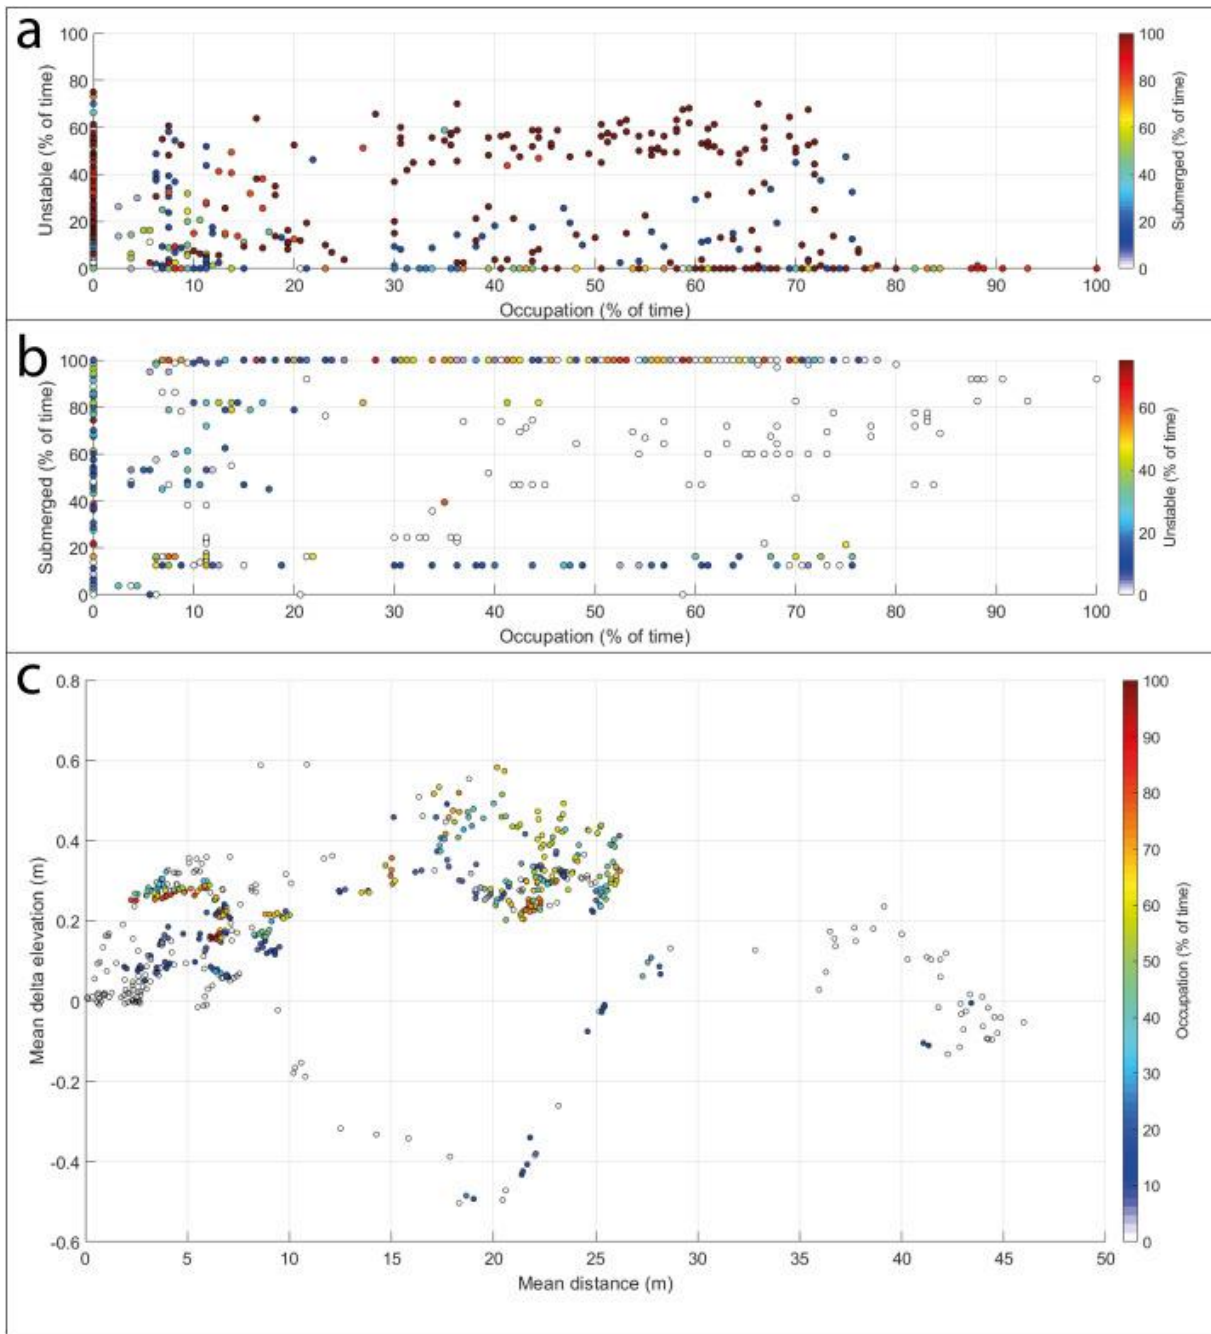 a
100
80
60
40
20
0
Unstable (% of time)
0 10 20 30 40 50 60 70 80 90 100
Occupation (% of time)
100
80
60
40
20
0
Submerged (% of time)
b
100
80
60
40
20
0
Submerged (% of time)
0 10 20 30 40 50 60 70 80 90 100
Occupation (% of time)
60
40
20
0
Unstable (% of time)
c
0.8
0.6
0.4
0.2
0
-0.2
-0.4
-0.6
Mean delta elevation (m)
0 5 10 15 20 25 30 35 40 45 50
Mean distance (m)
100
90
80
70
60
50
40
30
20
10
0
Occupation (% of time)